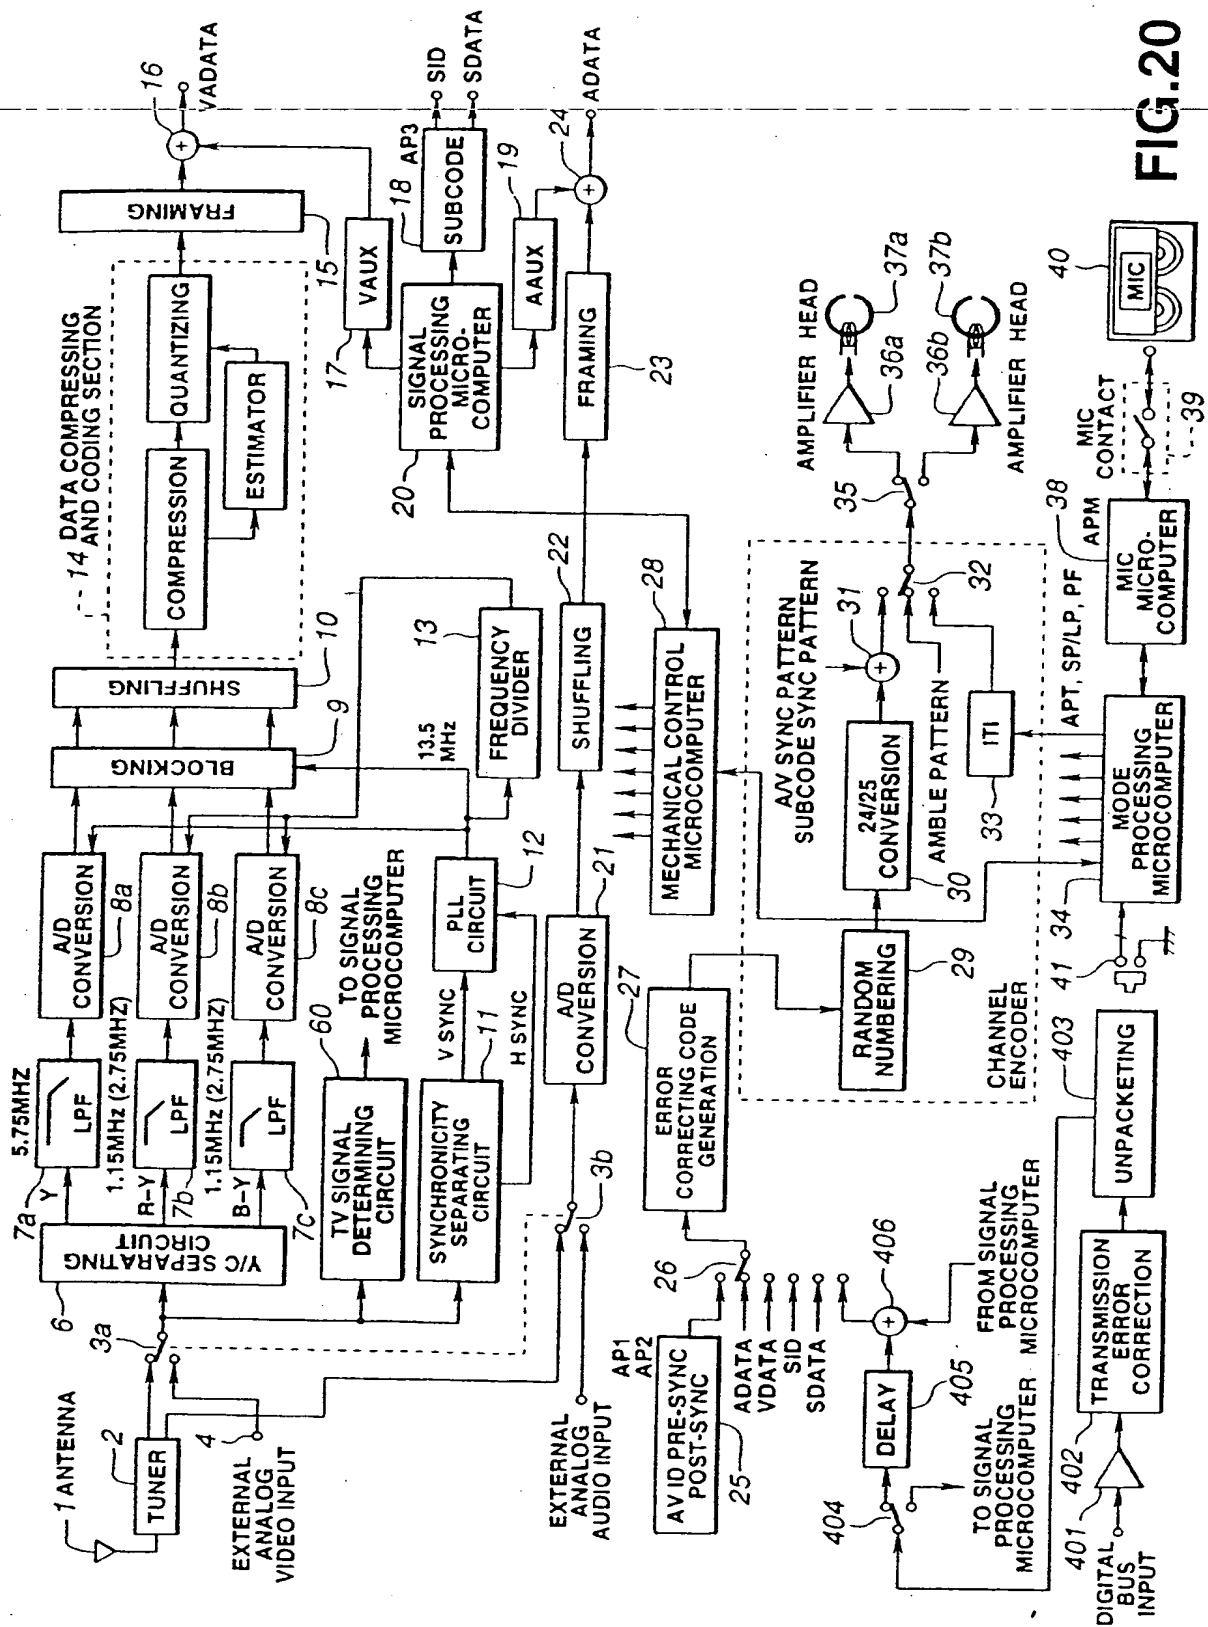 1 ANTENNA
2
TUNER
EXTERNAL
ANALOG
VIDEO INPUT
4
3a
6
Y/C SEPARATING
CIRCUIT
Y
R-Y
B-Y
7a
7b
7c
5.75MHZ
LPF
1.15MHz (2.75MHZ)
LPF
1.15MHz (2.75MHZ)
LPF
A/D
CONVERSION
8a
A/D
CONVERSION
8b
A/D
CONVERSION
8c
BLOCKING
9
SHUFFLING
10
14
DATA COMPRESSING
AND CODING SECTION
COMPRESSION
QUANTIZING
ESTIMATOR
FRAMING
15
16
VADATA
60
TV SIGNAL
DETERMINING
CIRCUIT
TO SIGNAL
PROCESSING
MICROCOMPUTER
SYNCHRONICITY
SEPARATING
CIRCUIT
11
V SYNC
H SYNC
PLL
CIRCUIT
12
13.5
MHz
13
FREQUENCY
DIVIDER
17
VAUX
18
AP3
SUBCODE
SID
SDATA
19
AAUX
20
SIGNAL
PROCESSING
MICRO-
COMPUTER
EXTERNAL
ANALOG
AUDIO INPUT
3b
A/D
CONVERSION
21
SHUFFLING
22
FRAMING
23
24
ADATA
AP1
AP2
AV ID PRE-SYNC
POST-SYNC
25
26
ADATA
VDATA
SID
SDATA
27
ERROR
CORRECTING CODE
GENERATION
28
MECHANICAL CONTROL
MICROCOMPUTER
RANDOM
NUMBERING
29
CHANNEL
ENCODER
24/25
CONVERSION
30
A/V SYNC PATTERN
SUBCODE SYNC PATTERN
31
AMBLE PATTERN
32
ITI
33
35
AMPLIFIER HEAD
36a
37a
36b
37b
AMPLIFIER HEAD
404
DELAY
405
406
FROM SIGNAL
PROCESSING
MICROCOMPUTER
TO SIGNAL
PROCESSING
MICROCOMPUTER
DIGITAL
BUS
INPUT
401
402
TRANSMISSION
ERROR
CORRECTION
UNPACKETING
403
41
34
MODE
PROCESSING
MICROCOMPUTER
APT, SP/LP, PF
MIC
MICRO-
COMPUTER
38
APM
MIC
CONTACT
39
40
MIC
FIG.20